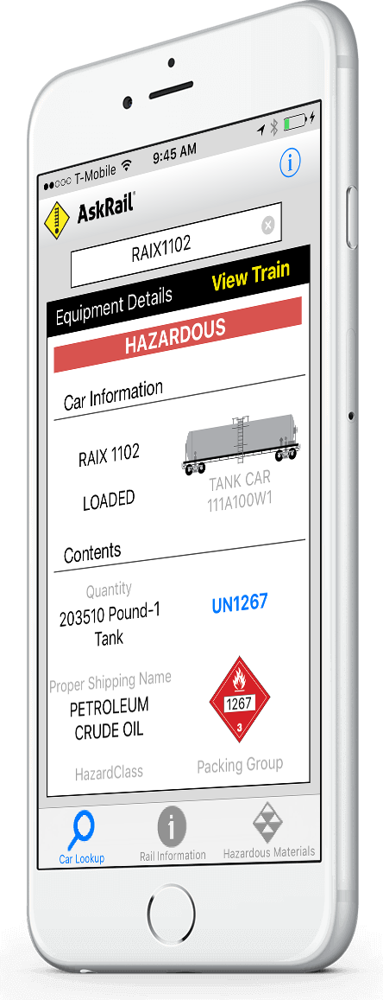 T-Mobile 9:45 AM
AskRail®
RAIX1102
Equipment Details View Train
HAZARDOUS
Car Information
RAIX 1102
LOADED
TANK CAR
111A100W1
Contents
Quantity
203510 Pound-1
Tank
UN1267
Proper Shipping Name
PETROLEUM
CRUDE OIL
1267
3
HazardClass
Packing Group
Car Lookup
Rail Information
Hazardous Materials